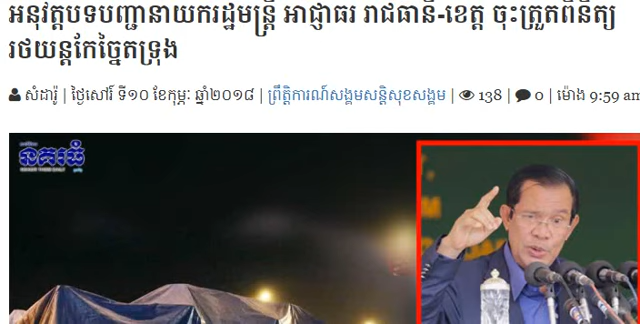 អនុវត្តបទបញ្ជានាយករដ្ឋមន្ត្រី អាជ្ញាធរ រាជធានី-ខេត្ត ចុះត្រួតពិនិត្យ
រថយន្តកែច្នៃតទ្រុង
សំដារ៉ូ | ថ្ងៃសៅរ៍ ទី១០ ខែកុម្ភៈ ឆ្នាំ២០១៨ | ព្រឹត្តិការណ៍សង្គមសន្តិសុខសង្គម | 138 | 0 | ម៉ោង 9:59 am
នគរធំ